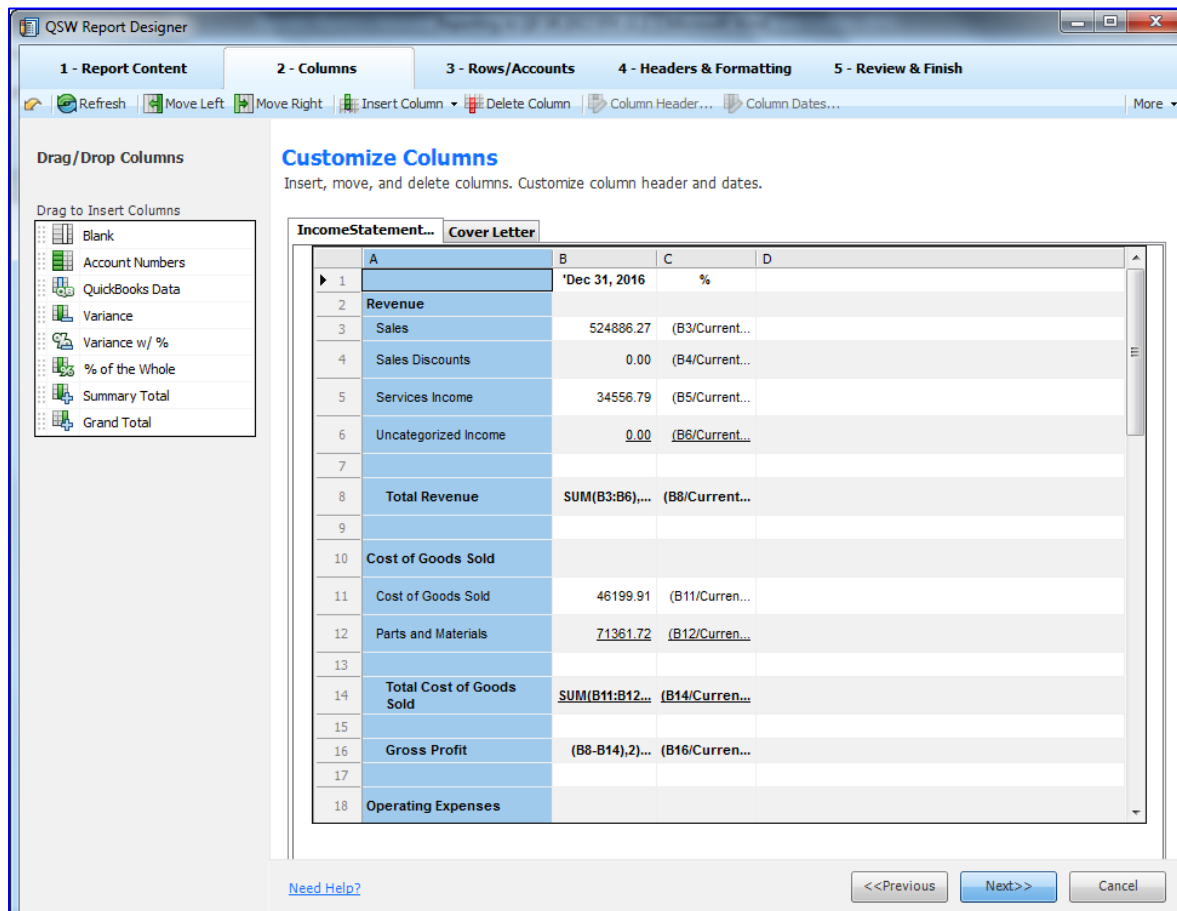 QSW Report Designer
1 - Report Content 2 - Columns 3 - Rows/Accounts 4 - Headers & Formatting 5 - Review & Finish
Refresh Move Left Move Right Insert Column Delete Column Column Header... Column Dates... More
Drag/Drop Columns
Drag to Insert Columns
Blank
Account Numbers
QuickBooks Data
Variance
Variance w/ %
% of the Whole
Summary Total
Grand Total
Customize Columns
Insert, move, and delete columns. Customize column header and dates.
IncomeStatement... Cover Letter
A B C D
1 'Dec 31, 2016 %
2 Revenue
3 Sales 524886.27 (B3/Current...
4 Sales Discounts 0.00 (B4/Current...
5 Services Income 34556.79 (B5/Current...
6 Uncategorized Income 0.00 (B6/Current...
7
8 Total Revenue SUM(B3:B6),... (B8/Current...
9
10 Cost of Goods Sold
11 Cost of Goods Sold 46199.91 (B11/Curren...
12 Parts and Materials 71361.72 (B12/Curren...
13
14 Total Cost of Goods Sold SUM(B11:B12... (B14/Curren...
15
16 Gross Profit (B8-B14),2)... (B16/Curren...
17
18 Operating Expenses
Need Help? <<Previous Next>> Cancel